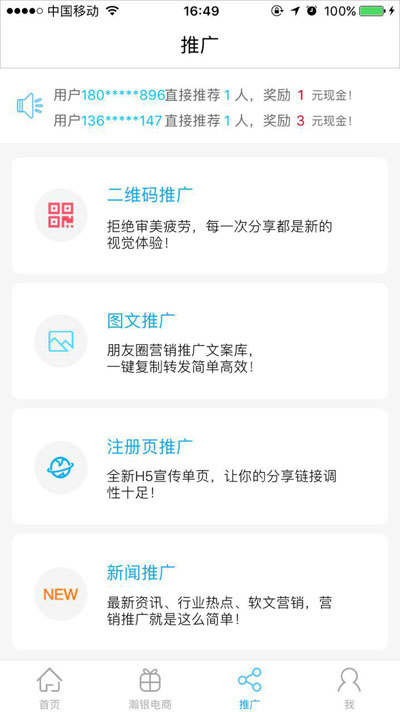 中国移动 16:49 100%
推广
用户180*****896直接推荐 1 人，奖励 1 元现金！
用户136*****147直接推荐 1 人，奖励 3 元现金！
二维码推广
拒绝审美疲劳，每一次分享都是新的
视觉体验！
图文推广
朋友圈营销推广文案库，
一键复制转发简单高效！
注册页推广
全新H5宣传单页，让你的分享链接调
性十足！
NEW
新闻推广
最新资讯、行业热点、软文营销，营
销推广就是这么简单！
首页 瀚银电商 推广 我